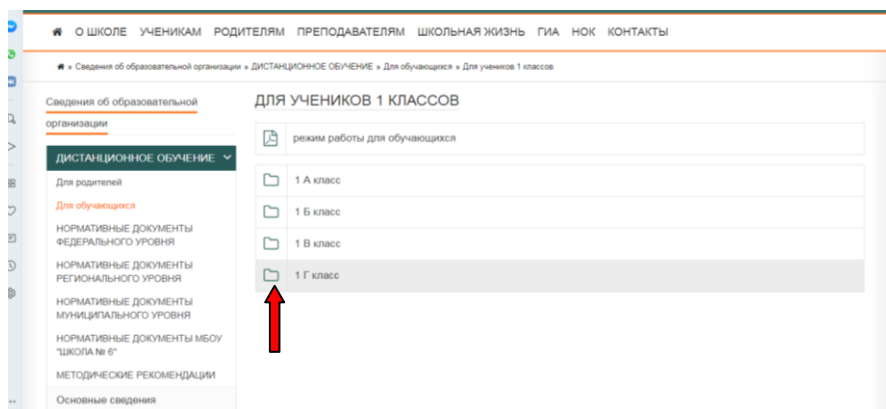 О ШКОЛЕ УЧЕНИКАМ РОДИТЕЛЯМ ПРЕПОДАВАТЕЛЯМ ШКОЛЬНАЯ ЖИЗНЬ ГИА НОК КОНТАКТЫ
» Сведения об образовательной организации » ДИСТАНЦИОННОЕ ОБУЧЕНИЕ » Для обучающихся » Для учеников 1 классов
Сведения об образовательной
организации
ДИСТАНЦИОННОЕ ОБУЧЕНИЕ
Для родителей
Для обучающихся
НОРМАТИВНЫЕ ДОКУМЕНТЫ
ФЕДЕРАЛЬНОГО УРОВНЯ
НОРМАТИВНЫЕ ДОКУМЕНТЫ
РЕГИОНАЛЬНОГО УРОВНЯ
НОРМАТИВНЫЕ ДОКУМЕНТЫ
МУНИЦИПАЛЬНОГО УРОВНЯ
НОРМАТИВНЫЕ ДОКУМЕНТЫ МБОУ
"ШКОЛА № 6"
МЕТОДИЧЕСКИЕ РЕКОМЕНДАЦИИ
Основные сведения
ДЛЯ УЧЕНИКОВ 1 КЛАССОВ
режим работы для обучающихся
1 А класс
1 Б класс
1 В класс
1 Г класс